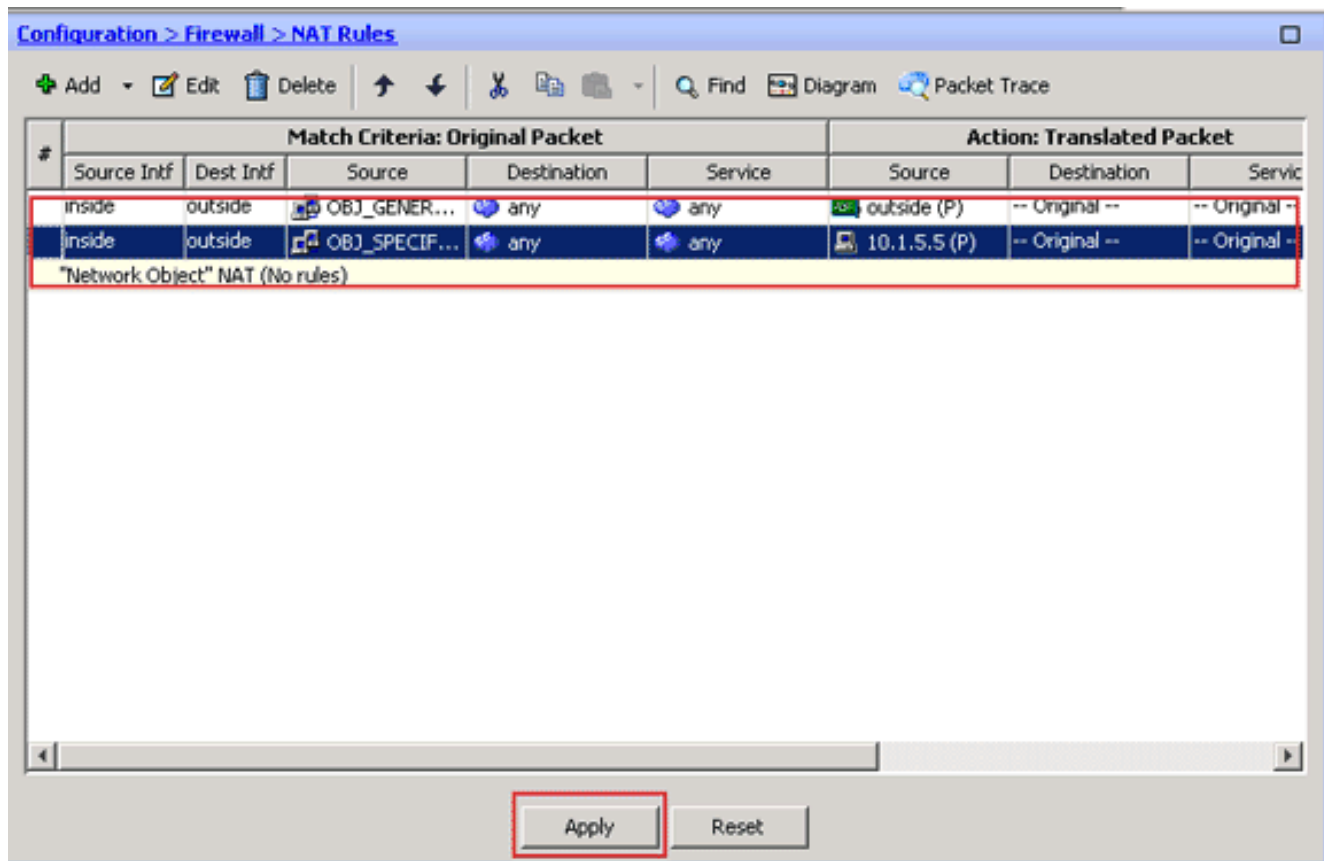 Configuration > Firewall > NAT Rules
Add Edit Delete Find Diagram Packet Trace
# Match Criteria: Original Packet Action: Translated Packet
Source Intf Dest Intf Source Destination Service Source Destination Servic
inside outside OBJ_GENER... any any outside (P) -- Original -- -- Original -
inside outside OBJ_SPECIF... any any 10.1.5.5 (P) -- Original -- -- Original -
"Network Object" NAT (No rules)
Apply Reset